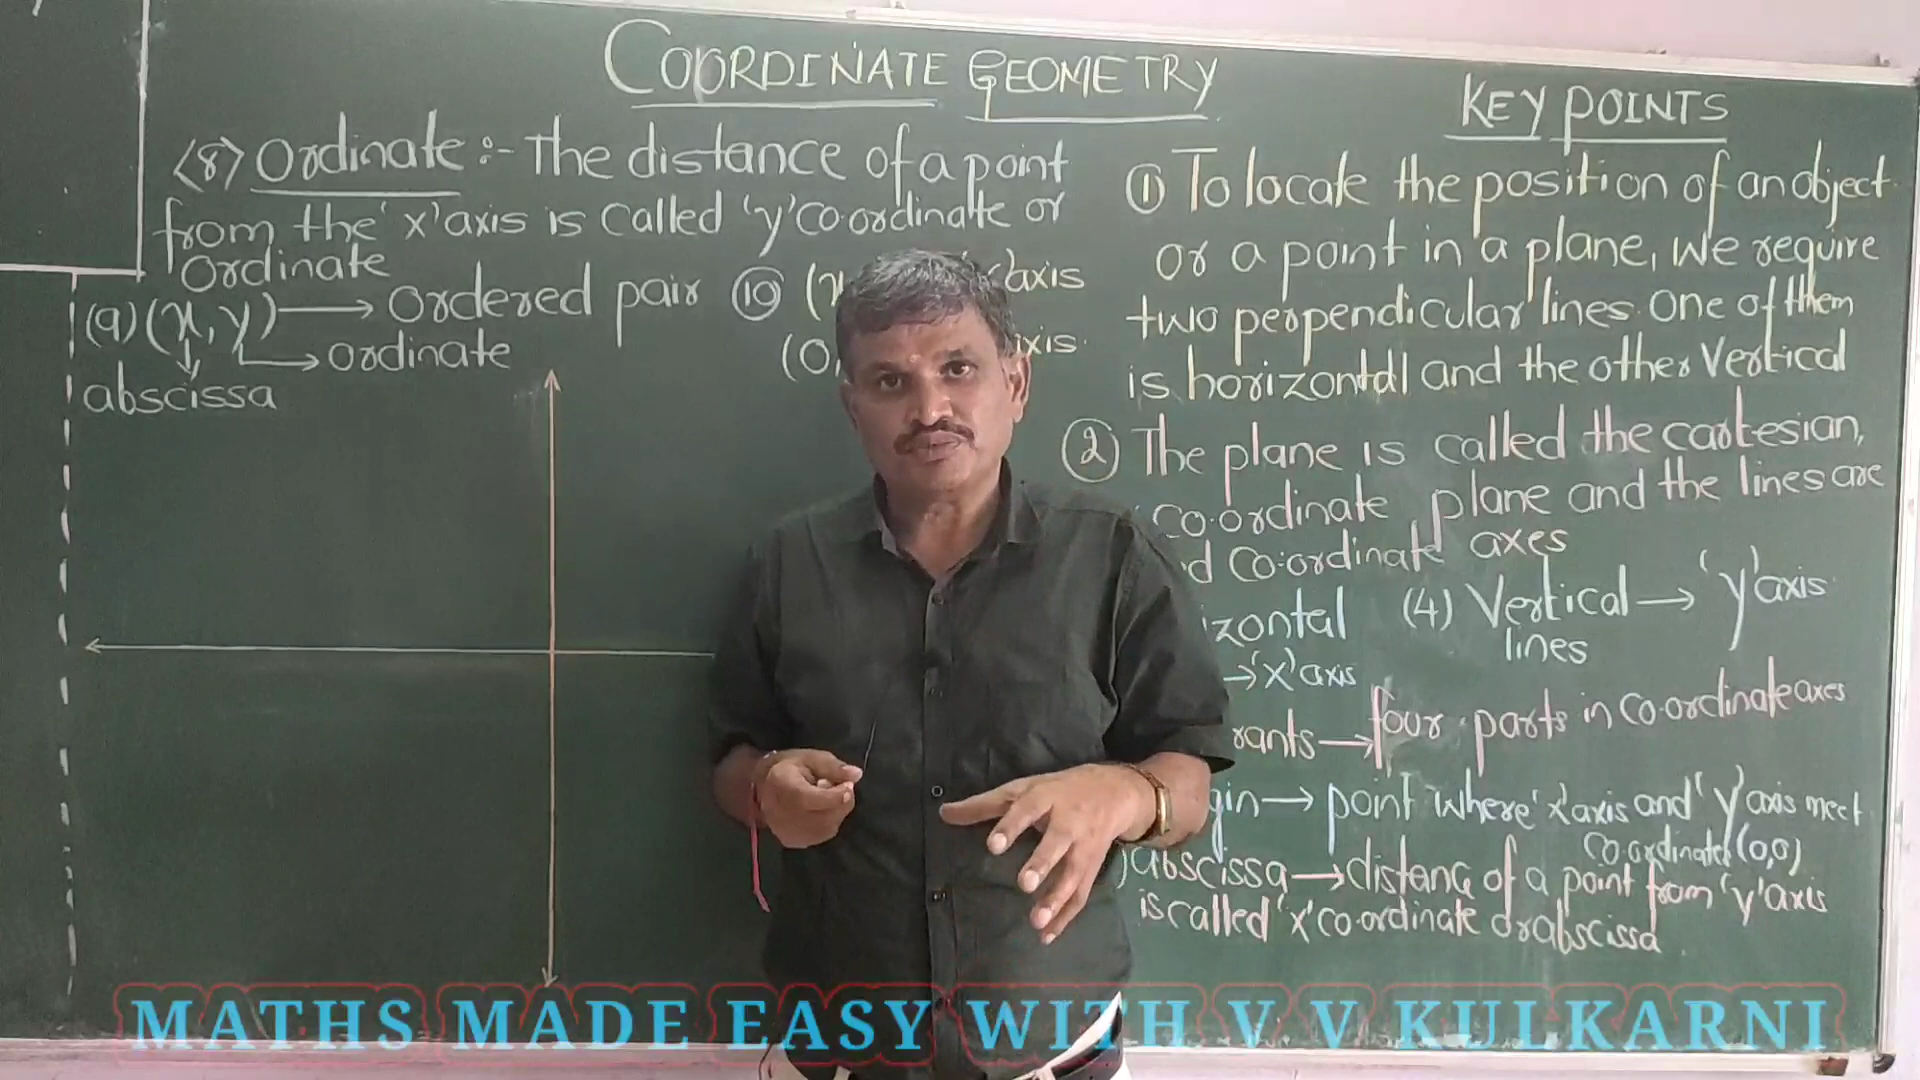 COORDINATE GEOMETRY
<8> Ordinate :- The distance of a point
from the 'x' axis is called 'y' co-ordinate or
Ordinate
(9) (x, y) → Ordered pair
→ ordinate
abscissa
⑩ (x axis
(0, axis
KEY POINTS
① To locate the position of an object
or a point in a plane, we require
two perpendicular lines. One of them
is horizontal and the other Vertical
② The plane is called the cartesian,
co-ordinate plane and the lines are
co-ordinate axes
(4) Vertical → 'y' axis
lines
→ 'x' axis
→ four parts in co-ordinate axes
→ point where 'x' axis and 'y' axis meet
co-ordinates (0,0)
abscissa → distance of a point from 'y' axis
is called 'x' co-ordinate or abscissa
MATHS MADE EASY WITH V V KULKARNI